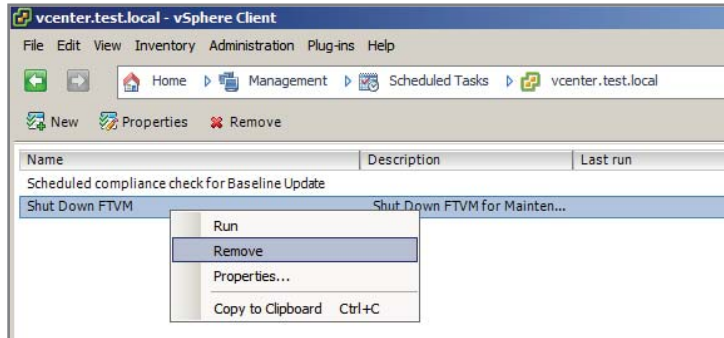 vcenter.test.local - vSphere Client
File Edit View Inventory Administration Plug-ins Help
Home Management Scheduled Tasks vcenter.test.local
New Properties Remove
Name Description Last run
Scheduled compliance check for Baseline Update
Shut Down FTVM Shut Down FTVM for Mainten...
Run
Remove
Properties...
Copy to Clipboard Ctrl+C